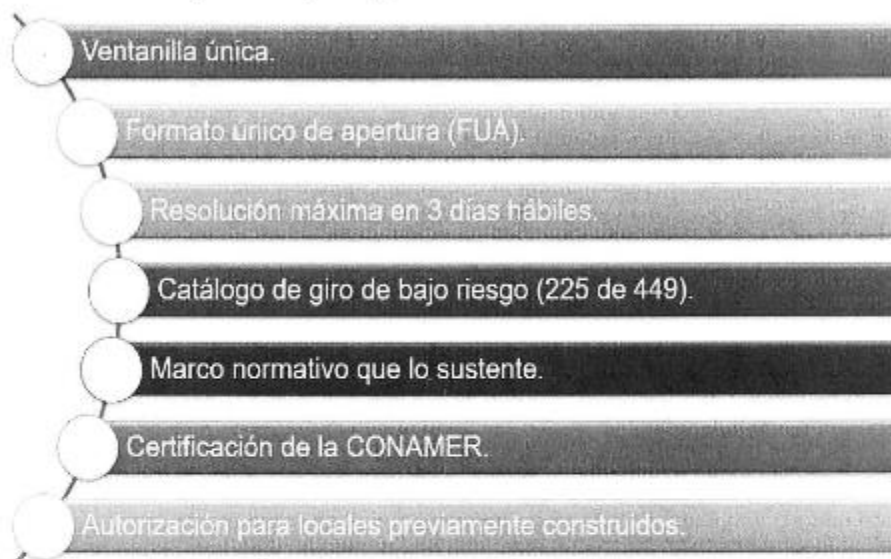 Ventanilla única.
Formato único de apertura (FUA).
Resolución máxima en 3 días hábiles.
Catálogo de giro de bajo riesgo (225 de 449).
Marco normativo que lo sustente.
Certificación de la CONAMER.
Autorización para locales previamente construidos.